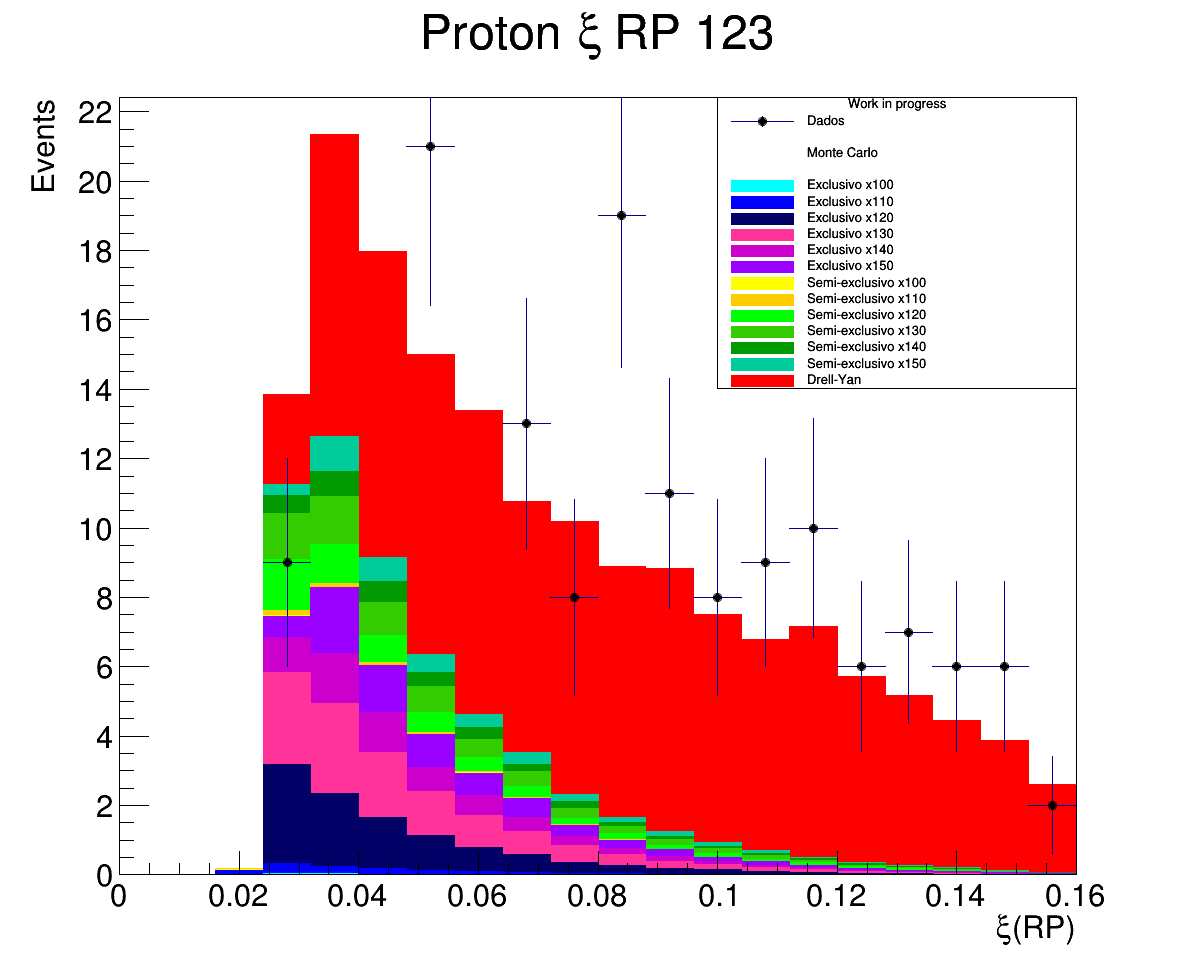 Proton ξ RP 123
Events
22
20
18
16
14
12
10
8
6
4
2
0
Work in progress
Dados
Monte Carlo
Exclusivo x100
Exclusivo x110
Exclusivo x120
Exclusivo x130
Exclusivo x140
Exclusivo x150
Semi-exclusivo x100
Semi-exclusivo x110
Semi-exclusivo x120
Semi-exclusivo x130
Semi-exclusivo x140
Semi-exclusivo x150
Drell-Yan
0 0.02 0.04 0.06 0.08 0.1 0.12 0.14 0.16
ξ(RP)